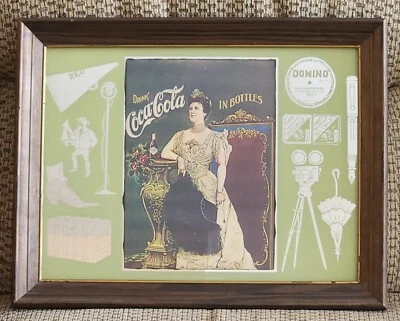 DRINK
Coca-Cola
IN BOTTLES
DOMINO